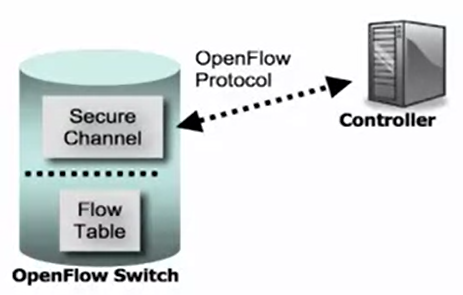 OpenFlow
Protocol
Secure
Channel
Controller
Flow
Table
OpenFlow Switch